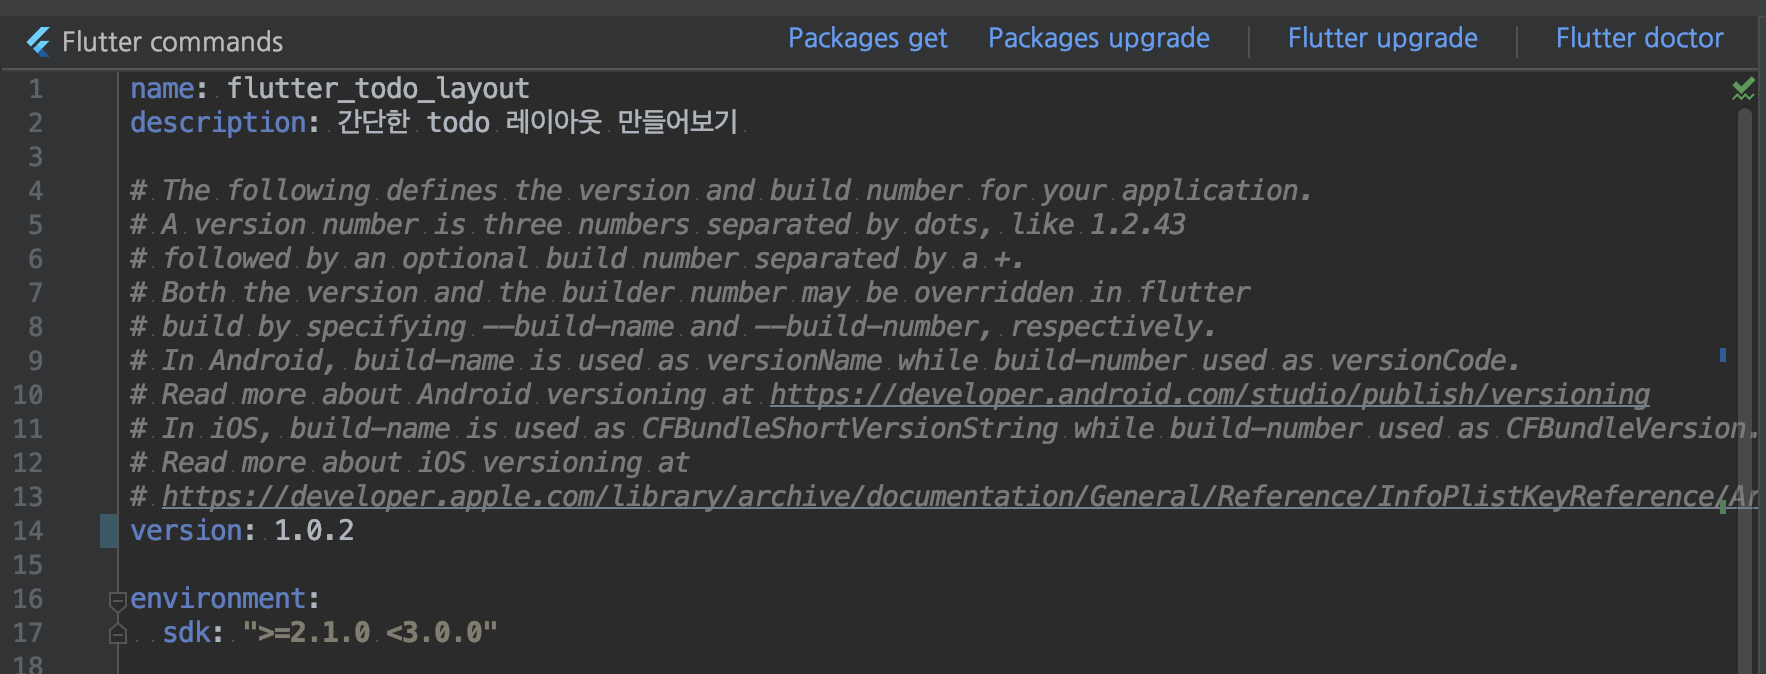 Flutter commands Packages get Packages upgrade Flutter upgrade Flutter doctor
1 name: flutter_todo_layout
2 description: 간단한 todo 레이아웃 만들어보기
3
4 # The following defines the version and build number for your application.
5 # A version number is three numbers separated by dots, like 1.2.43
6 # followed by an optional build number separated by a +.
7 # Both the version and the builder number may be overridden in flutter
8 # build by specifying --build-name and --build-number, respectively.
9 # In Android, build-name is used as versionName while build-number used as versionCode.
10 # Read more about Android versioning at https://developer.android.com/studio/publish/versioning
11 # In iOS, build-name is used as CFBundleShortVersionString while build-number used as CFBundleVersion.
12 # Read more about iOS versioning at
13 # https://developer.apple.com/library/archive/documentation/General/Reference/InfoPlistKeyReference/Ar
14 version: 1.0.2
15
16 environment:
17 sdk: ">=2.1.0 <3.0.0"
18